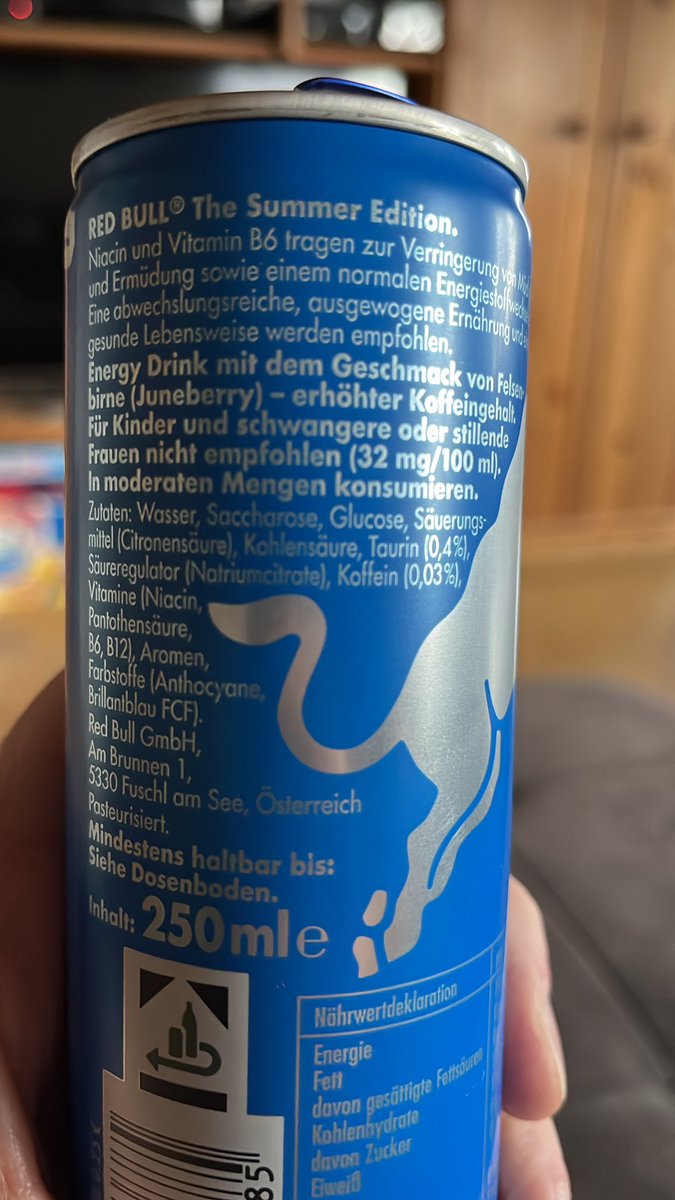 RED BULL® The Summer Edition.
Niacin und Vitamin B6 tragen zur Verringerung von
und Ermüdung sowie einem normalen
Eine abwechslungsreiche, ausgewogene Ernährung und
gesunde Lebensweise werden empfohlen.
Energy Drink mit dem Geschmack von Felsen-
birne (Juneberry) – erhöhter Koffeingehalt.
Für Kinder und schwangere oder stillende
Frauen nicht empfohlen (32 mg/100 ml).
In moderaten Mengen konsumieren.
Zutaten: Wasser, Saccharose, Glucose, Säuerungs-
mittel (Citronensäure), Kohlensäure, Taurin (0,4%),
Säureregulator (Natriumcitrate), Koffein (0,03%),
Vitamine (Niacin,
Pantothensäure,
B6, B12), Aromen,
Farbstoffe (Anthocyane,
Brillantblau FCF).
Red Bull GmbH,
Am Brunnen 1,
5330 Fuschl am See, Österreich
Pasteurisiert.
Mindestens haltbar bis:
Siehe Dosenboden.
Inhalt: 250 ml e
Nährwertdeklaration
Energie
Fett
davon gesättigte Fettsäuren
Kohlenhydrate
davon Zucker
Eiweiß
85